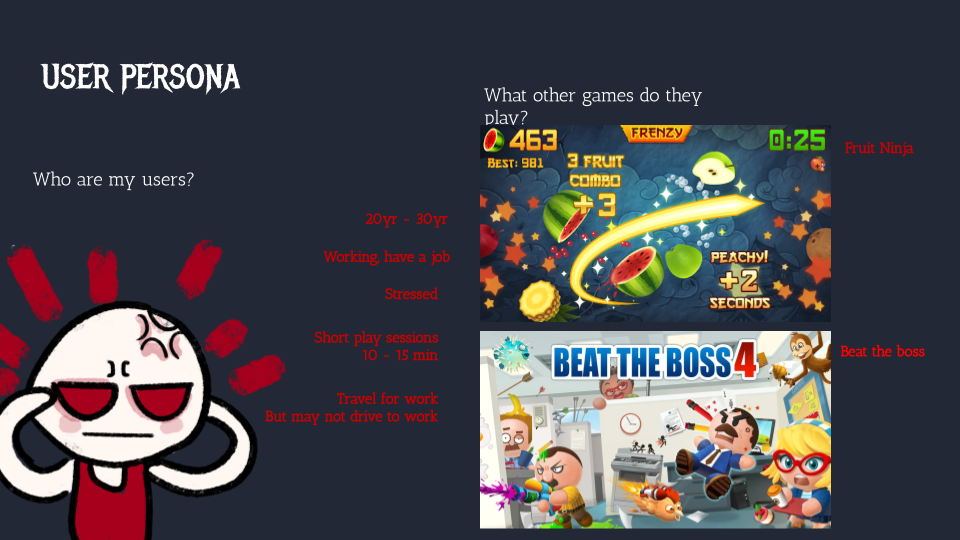 USER PERSONA
Who are my users?
20yr - 30yr
Working, have a job
Stressed
Short play sessions
10 - 15 min
Travel for work
But may not drive to work
What other games do they
play?
463
BEST: 981
FRENZY
0:25
3 FRUIT
COMBO
+3
PEACHY!
+2
SECONDS
Fruit Ninja
BEAT THE BOSS 4
Beat the boss